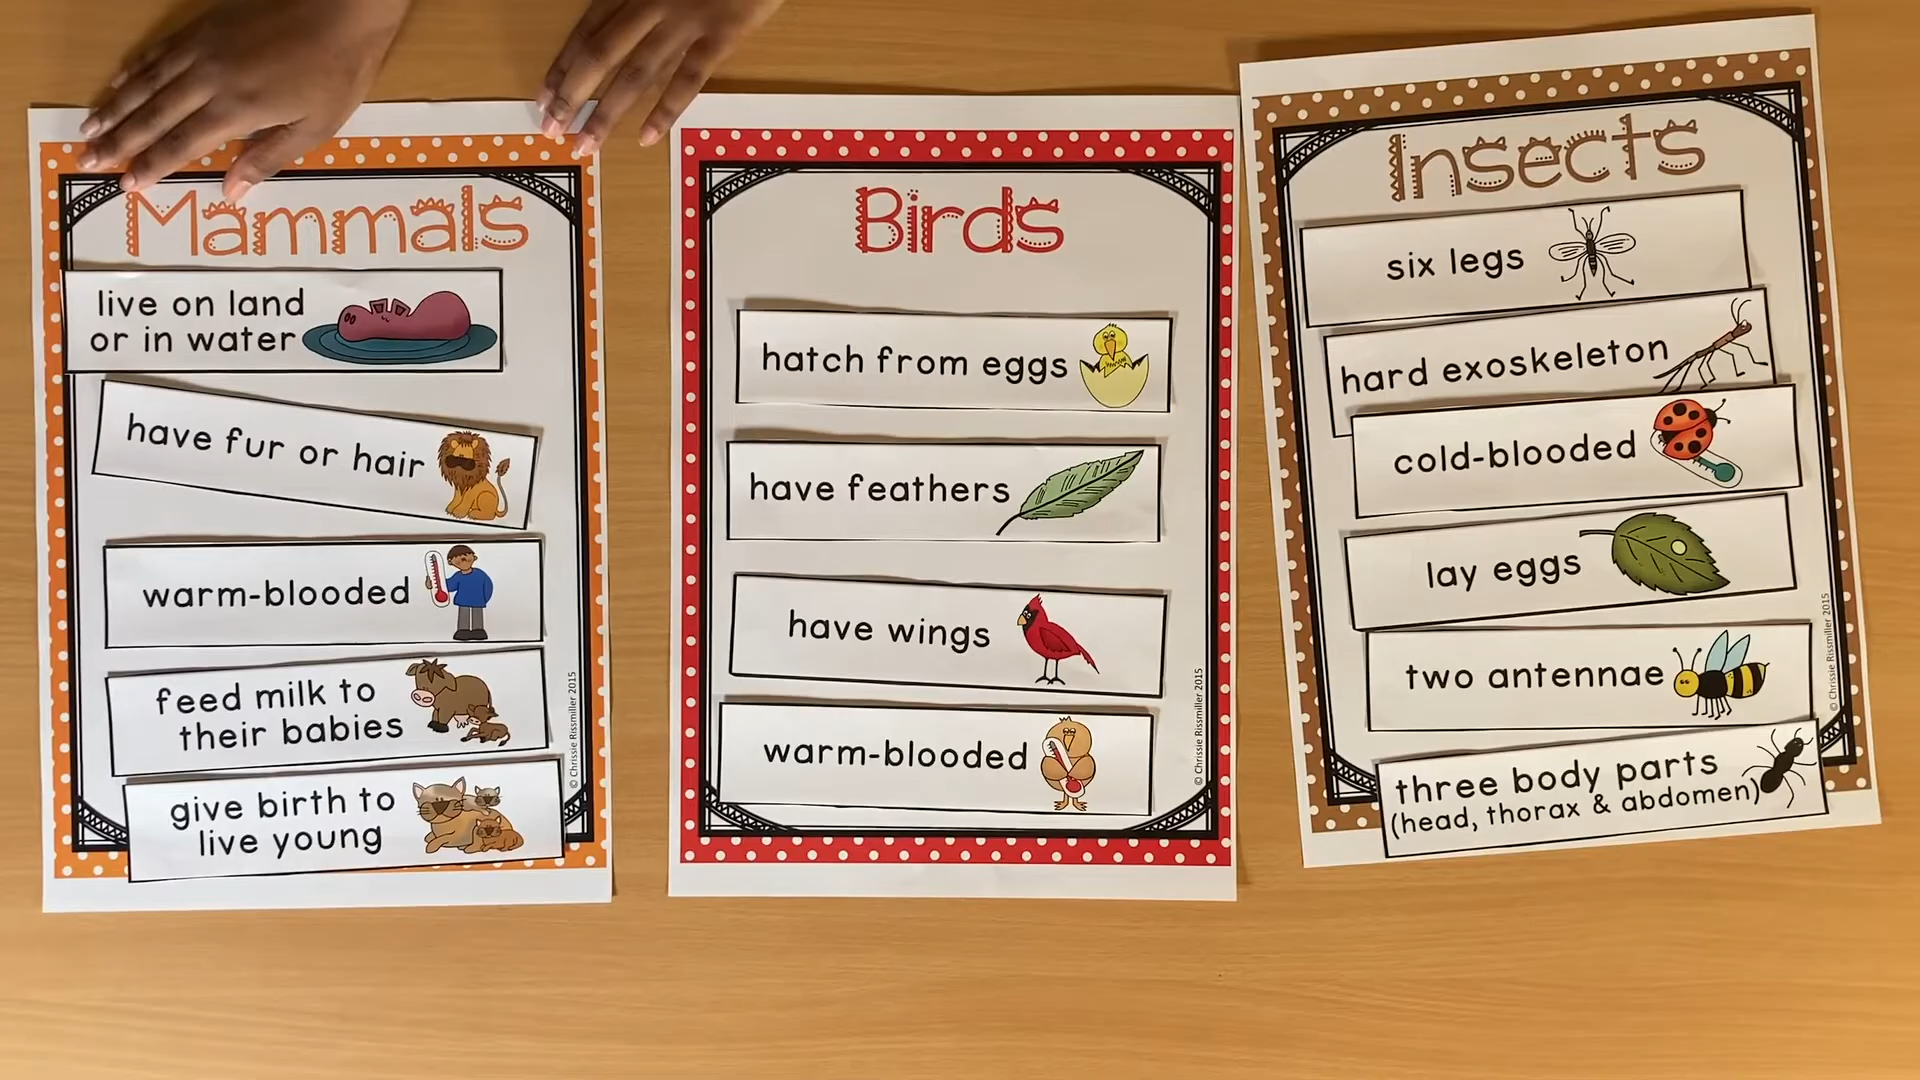 Mammals
live on land
or in water
have fur or hair
warm-blooded
feed milk to
their babies
give birth to
live young
© Chrissie Rissmiller 2015
Birds
hatch from eggs
have feathers
have wings
warm-blooded
© Chrissie Rissmiller 2015
Insects
six legs
hard exoskeleton
cold-blooded
lay eggs
two antennae
three body parts
(head, thorax & abdomen)
© Chrissie Rissmiller 2015